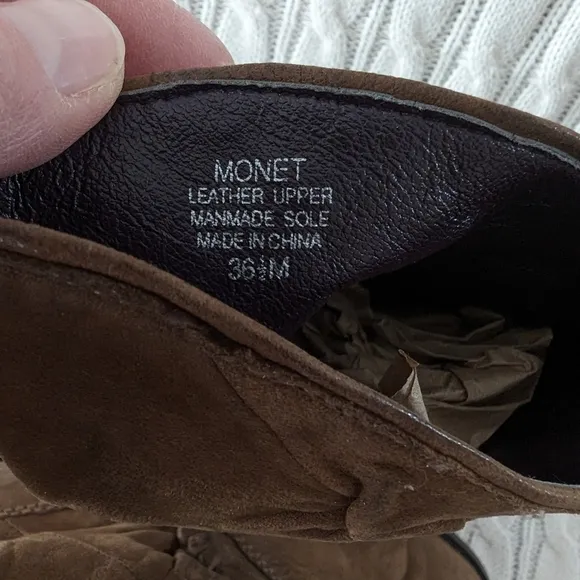 MONET
LEATHER UPPER
MANMADE SOLE
MADE IN CHINA
36½M